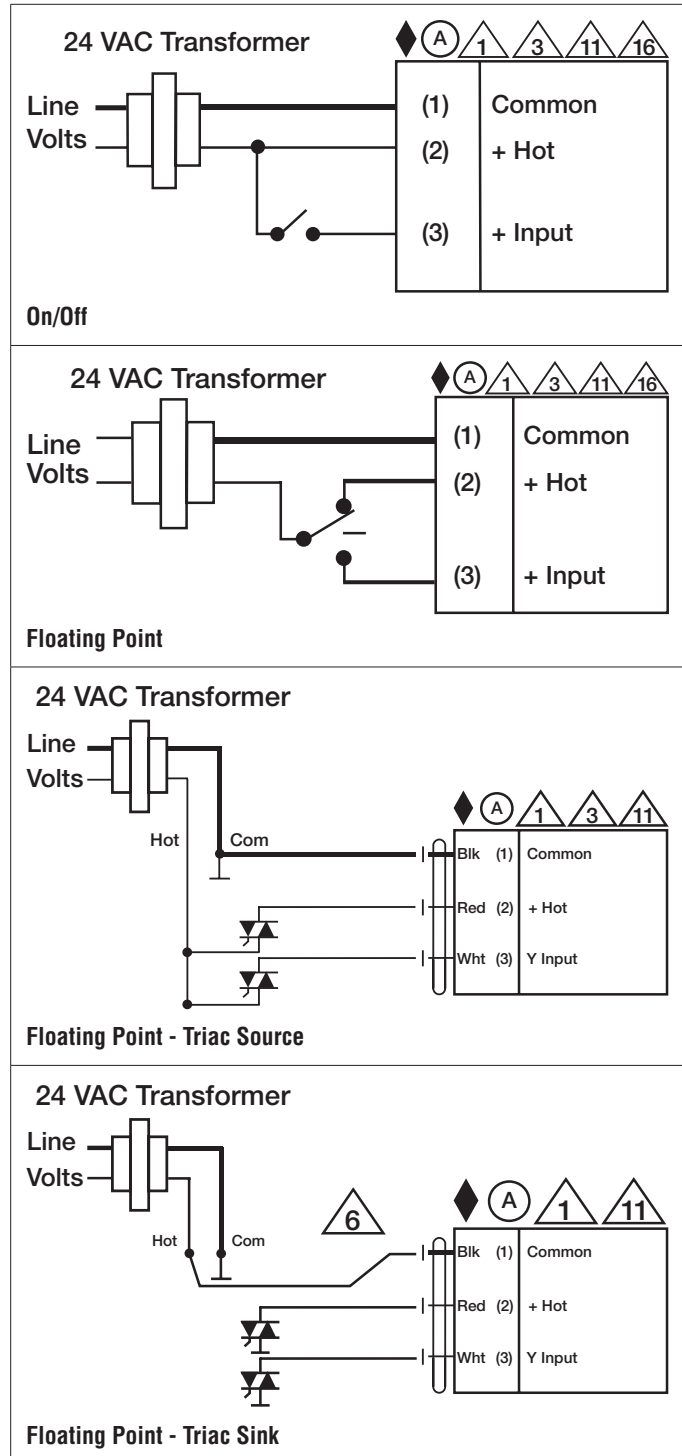 24 VAC Transformer
A 1 3 11 16
Line
Volts
(1) Common
(2) + Hot
(3) + Input
On/Off
24 VAC Transformer
A 1 3 11 16
Line
Volts
(1) Common
(2) + Hot
(3) + Input
Floating Point
24 VAC Transformer
Line
Volts
A 1 3 11
Hot Com
Blk (1) Common
Red (2) + Hot
Wht (3) Y Input
Floating Point - Triac Source
24 VAC Transformer
Line
Volts
6 A 1 11
Hot Com
Blk (1) Common
Red (2) + Hot
Wht (3) Y Input
Floating Point - Triac Sink